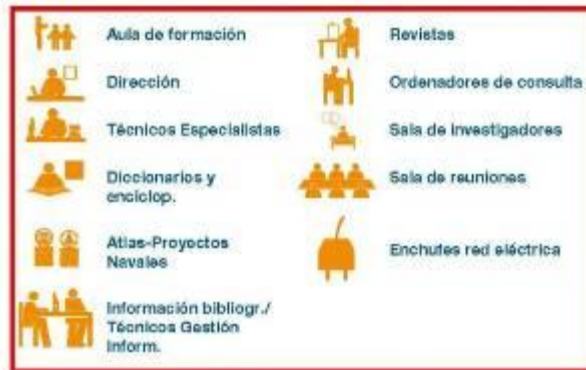 Aula de formación
Dirección
Técnicos Especialistas
Diccionarios y
enciclop.
Atlas-Proyectos
Navales
Información bibliogr./
Técnicos Gestión
Inform.
Revistas
Ordenadores de consulta
Sala de investigadores
Sala de reuniones
Enchufes red eléctrica